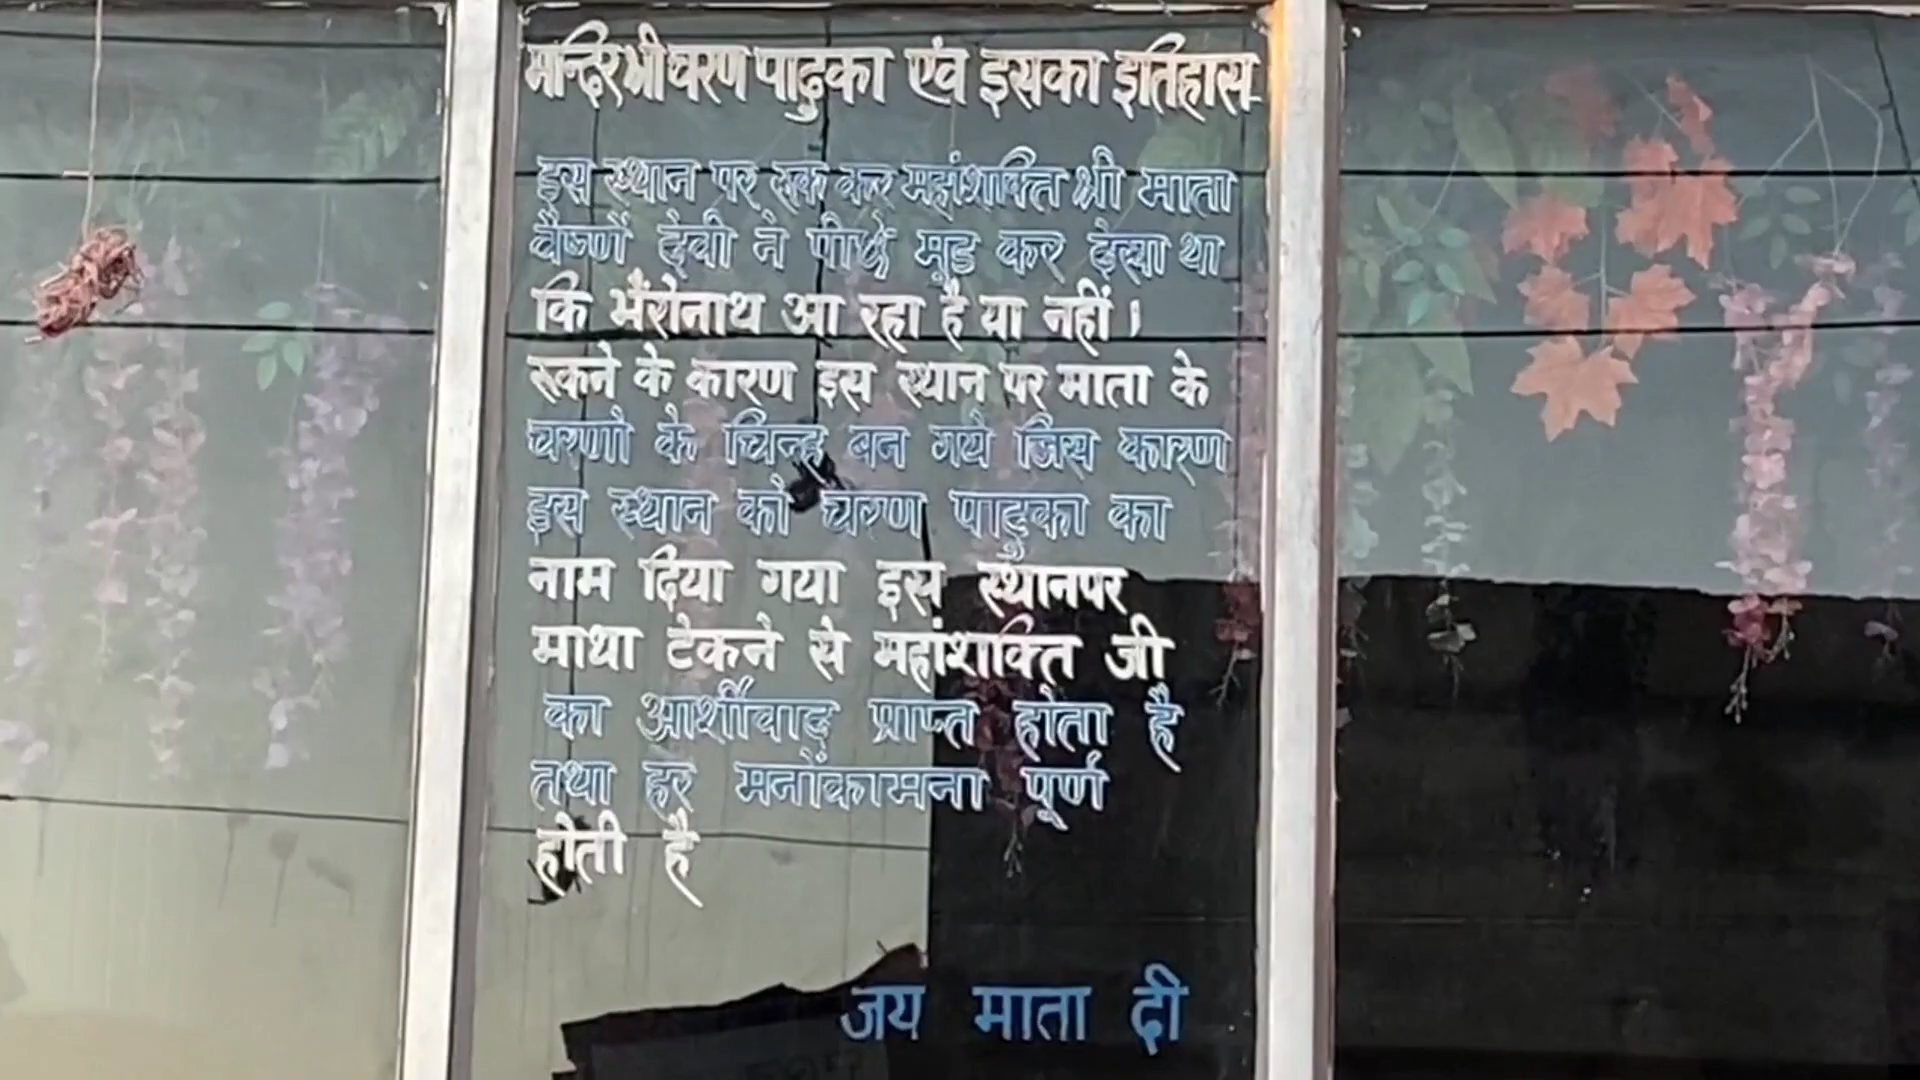 मन्दिर श्री चरण पादुका एंव इसका इतिहास
इस स्थान पर रुक कर महांशक्ति श्री माता
वैष्णौ देवी ने पीछे मूड कर देखा था
कि भैंरोनाथ आ रहा है या नहीं।
रुकने के कारण इस स्थान पर माता के
चरणो के चिन्ह बन गये जिस कारण
इस स्थान को चरण पादुका का
नाम दिया गया इस स्थानपर
माथा टेकने से महांशक्ति जी
का आर्शीवाद प्राप्त होता है
तथा हर मनोंकामना पूर्ण
होती है
जय माता दी